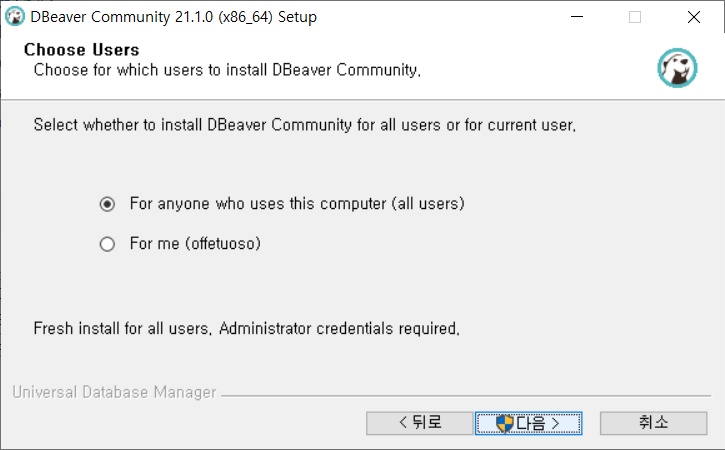 DBeaver Community 21.1.0 (x86_64) Setup
Choose Users
Choose for which users to install DBeaver Community.
Select whether to install DBeaver Community for all users or for current user.
For anyone who uses this computer (all users)
For me (offetuoso)
Fresh install for all users. Administrator credentials required.
Universal Database Manager
< 뒤로
다음 >
취소